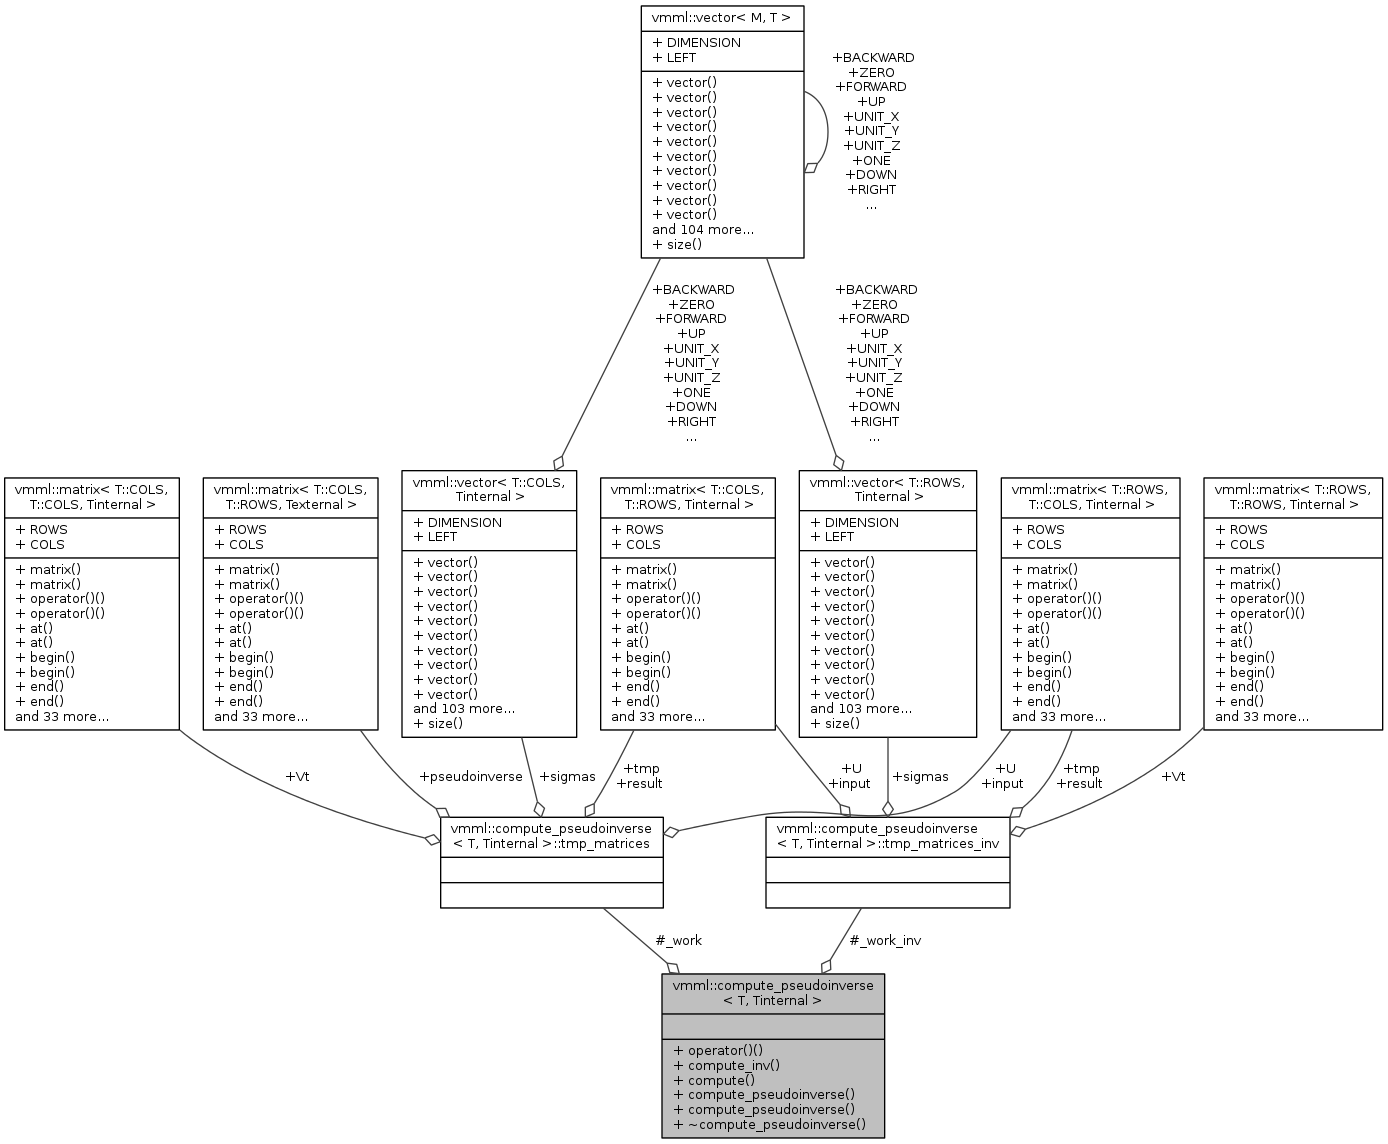 vmml::vector< M, T >
+ DIMENSION
+ LEFT
+ vector()
+ vector()
+ vector()
+ vector()
+ vector()
+ vector()
+ vector()
+ vector()
+ vector()
+ vector()
and 104 more...
+ size()
+BACKWARD
+ZERO
+FORWARD
+UP
+UNIT_X
+UNIT_Y
+UNIT_Z
+ONE
+DOWN
+RIGHT
...
+BACKWARD
+ZERO
+FORWARD
+UP
+UNIT_X
+UNIT_Y
+UNIT_Z
+ONE
+DOWN
+RIGHT
...
+BACKWARD
+ZERO
+FORWARD
+UP
+UNIT_X
+UNIT_Y
+UNIT_Z
+ONE
+DOWN
+RIGHT
...
vmml::matrix< T::COLS,
T::COLS, Tinternal >
+ ROWS
+ COLS
+ matrix()
+ matrix()
+ operator()()
+ operator()()
+ at()
+ at()
+ begin()
+ begin()
+ end()
+ end()
and 33 more...
vmml::matrix< T::COLS,
T::ROWS, Texternal >
+ ROWS
+ COLS
+ matrix()
+ matrix()
+ operator()()
+ operator()()
+ at()
+ at()
+ begin()
+ begin()
+ end()
+ end()
and 33 more...
vmml::vector< T::COLS,
Tinternal >
+ DIMENSION
+ LEFT
+ vector()
+ vector()
+ vector()
+ vector()
+ vector()
+ vector()
+ vector()
+ vector()
+ vector()
+ vector()
and 103 more...
+ size()
vmml::matrix< T::COLS,
T::ROWS, Tinternal >
+ ROWS
+ COLS
+ matrix()
+ matrix()
+ operator()()
+ operator()()
+ at()
+ at()
+ begin()
+ begin()
+ end()
+ end()
and 33 more...
vmml::vector< T::ROWS,
Tinternal >
+ DIMENSION
+ LEFT
+ vector()
+ vector()
+ vector()
+ vector()
+ vector()
+ vector()
+ vector()
+ vector()
+ vector()
+ vector()
and 103 more...
+ size()
vmml::matrix< T::ROWS,
T::COLS, Tinternal >
+ ROWS
+ COLS
+ matrix()
+ matrix()
+ operator()()
+ operator()()
+ at()
+ at()
+ begin()
+ begin()
+ end()
+ end()
and 33 more...
vmml::matrix< T::ROWS,
T::ROWS, Tinternal >
+ ROWS
+ COLS
+ matrix()
+ matrix()
+ operator()()
+ operator()()
+ at()
+ at()
+ begin()
+ begin()
+ end()
+ end()
and 33 more...
+Vt
+pseudoinverse
+sigmas
+tmp
+result
+U
+input
+sigmas
+U
+input
+tmp
+result
+Vt
vmml::compute_pseudoinverse
< T, Tinternal >::tmp_matrices
vmml::compute_pseudoinverse
< T, Tinternal >::tmp_matrices_inv
#_work
#_work_inv
vmml::compute_pseudoinverse
< T, Tinternal >
+ operator()()
+ compute_inv()
+ compute()
+ compute_pseudoinverse()
+ compute_pseudoinverse()
+ ~compute_pseudoinverse()